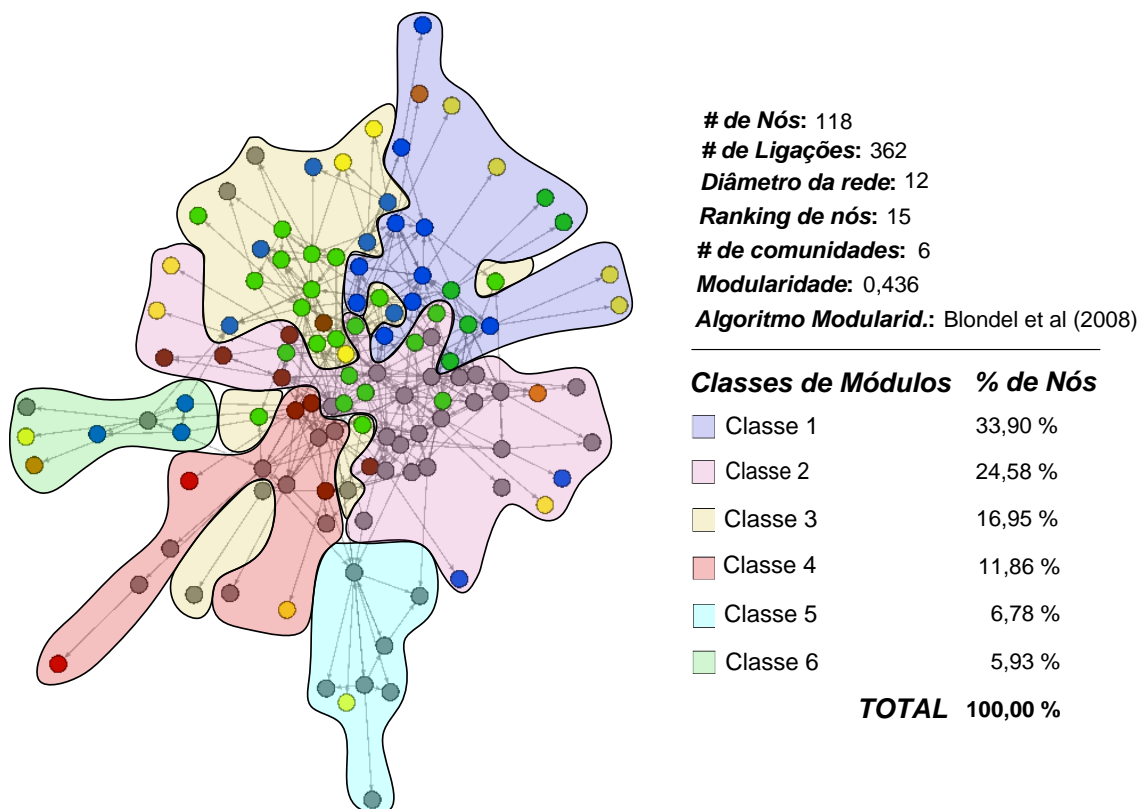 # de Nós: 118
# de Ligações: 362
Diâmetro da rede: 12
Ranking de nós: 15
# de comunidades: 6
Modularidade: 0,436
Algoritmo Modularid.: Blondel et al (2008)
Classes de Módulos % de Nós
Classe 1 33,90 %
Classe 2 24,58 %
Classe 3 16,95 %
Classe 4 11,86 %
Classe 5 6,78 %
Classe 6 5,93 %
TOTAL 100,00 %